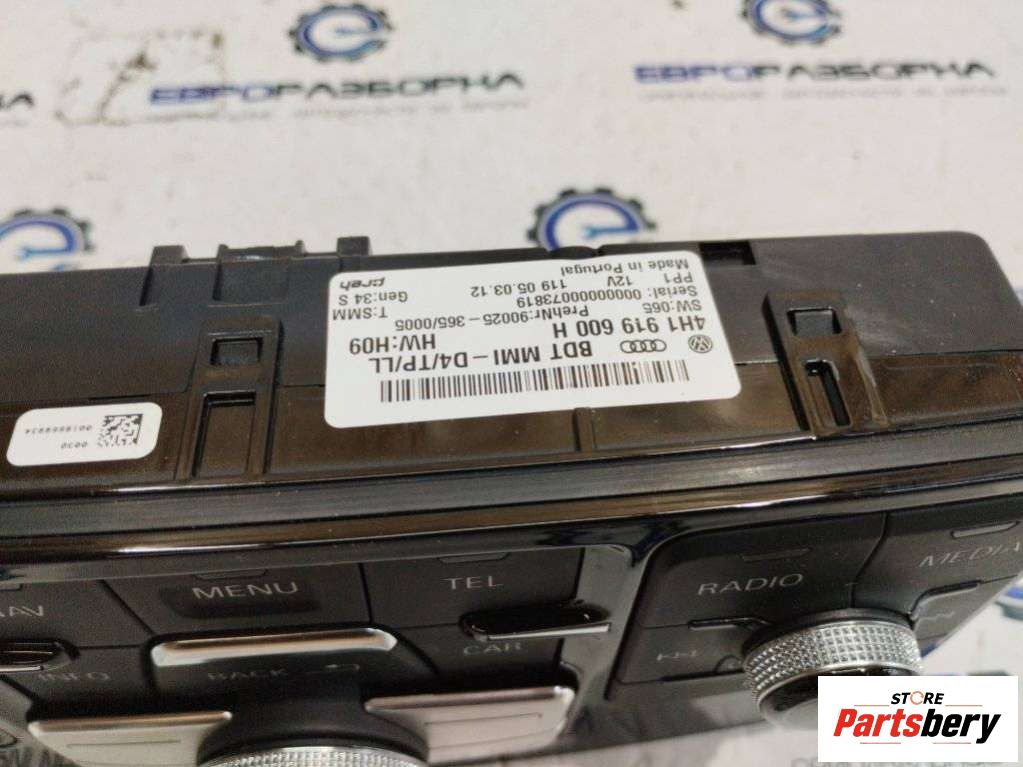 ЕВРОРАЗБОРКА
ЕВРОРАЗБОРКА
4H1 919 600 H
BDT MMI-D4/TP/LL
PrehNr:90025-365/0005
HW:H09
SW:065
T:SMM
Serial: 00000000073819
Gen:34 S
PP1
12V
119 05.03.12
preh
Made in Portugal
0030
MENU
TEL
RADIO
MEDIA
INFO
BACK
CAR
STORE
Partsbery